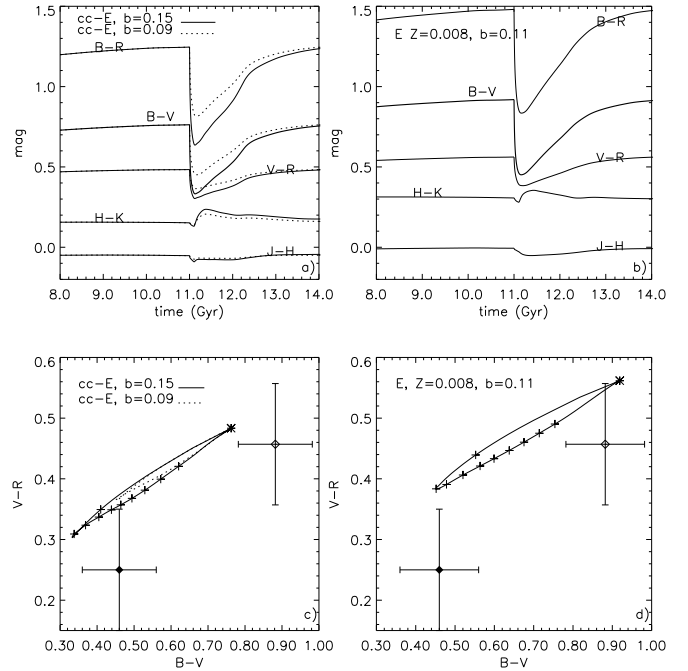 cc-E, b=0.15
cc-E, b=0.09
B-R
B-V
V-R
H-K
J-H
a)
mag
1.5
1.0
0.5
0.0
8.0 9.0 10.0 11.0 12.0 13.0 14.0
time (Gyr)
E Z=0.008, b=0.11
B-R
B-V
V-R
H-K
J-H
b)
mag
1.5
1.0
0.5
0.0
8.0 9.0 10.0 11.0 12.0 13.0 14.0
time (Gyr)
cc-E, b=0.15
cc-E, b=0.09
c)
V-R
0.6
0.5
0.4
0.3
0.2
0.30 0.40 0.50 0.60 0.70 0.80 0.90 1.00
B-V
E, Z=0.008, b=0.11
d)
V-R
0.6
0.5
0.4
0.3
0.2
0.30 0.40 0.50 0.60 0.70 0.80 0.90 1.00
B-V